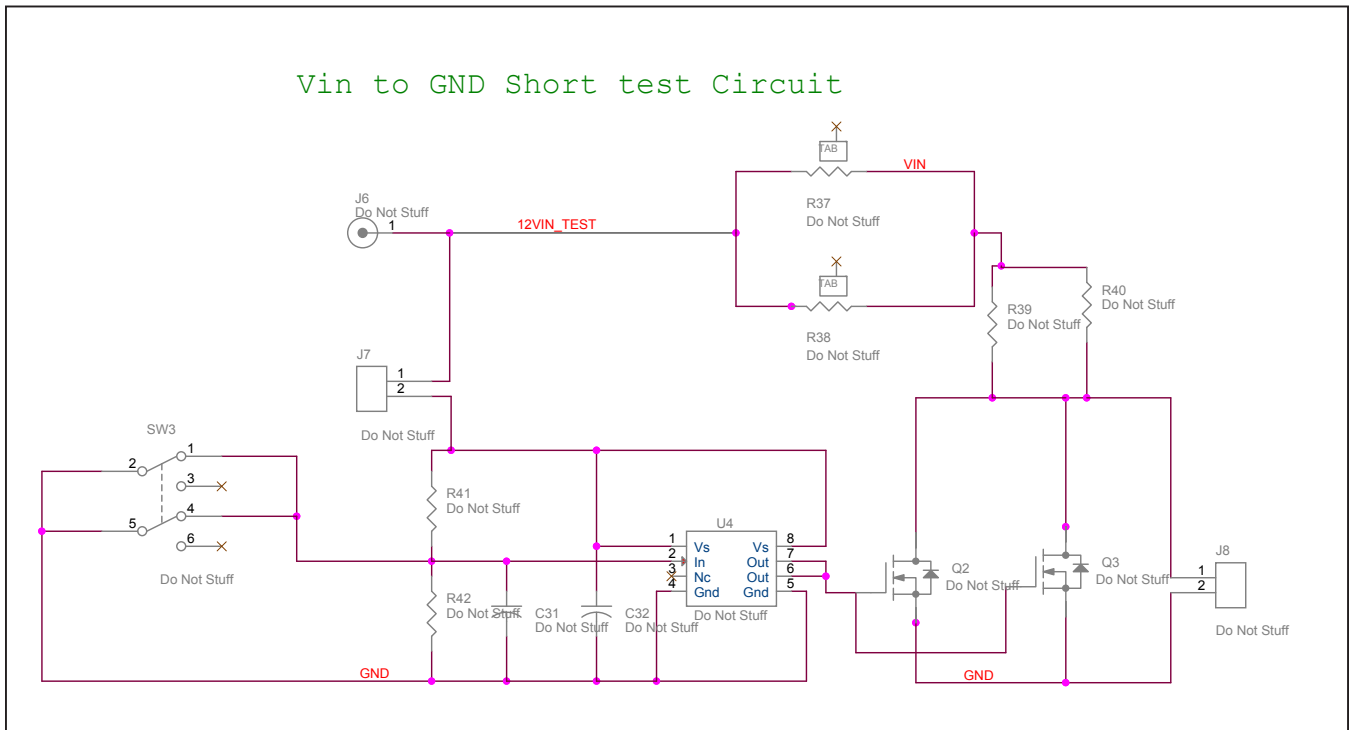 Vin to GND Short test Circuit
TAB
VIN
R37
Do Not Stuff
J6
Do Not Stuff
1
12VIN_TEST
TAB
R38
Do Not Stuff
R39
Do Not Stuff
R40
Do Not Stuff
J7
1
2
Do Not Stuff
SW3
1
2
3
4
5
6
Do Not Stuff
R41
Do Not Stuff
R42
Do Not Stuff
C31
Do Not Stuff
C32
Do Not Stuff
U4
1 Vs Vs 8
2 In Out 7
3 Nc Out 6
4 Gnd Gnd 5
Do Not Stuff
Q2
Do Not Stuff
Q3
Do Not Stuff
J8
1
2
Do Not Stuff
GND
GND